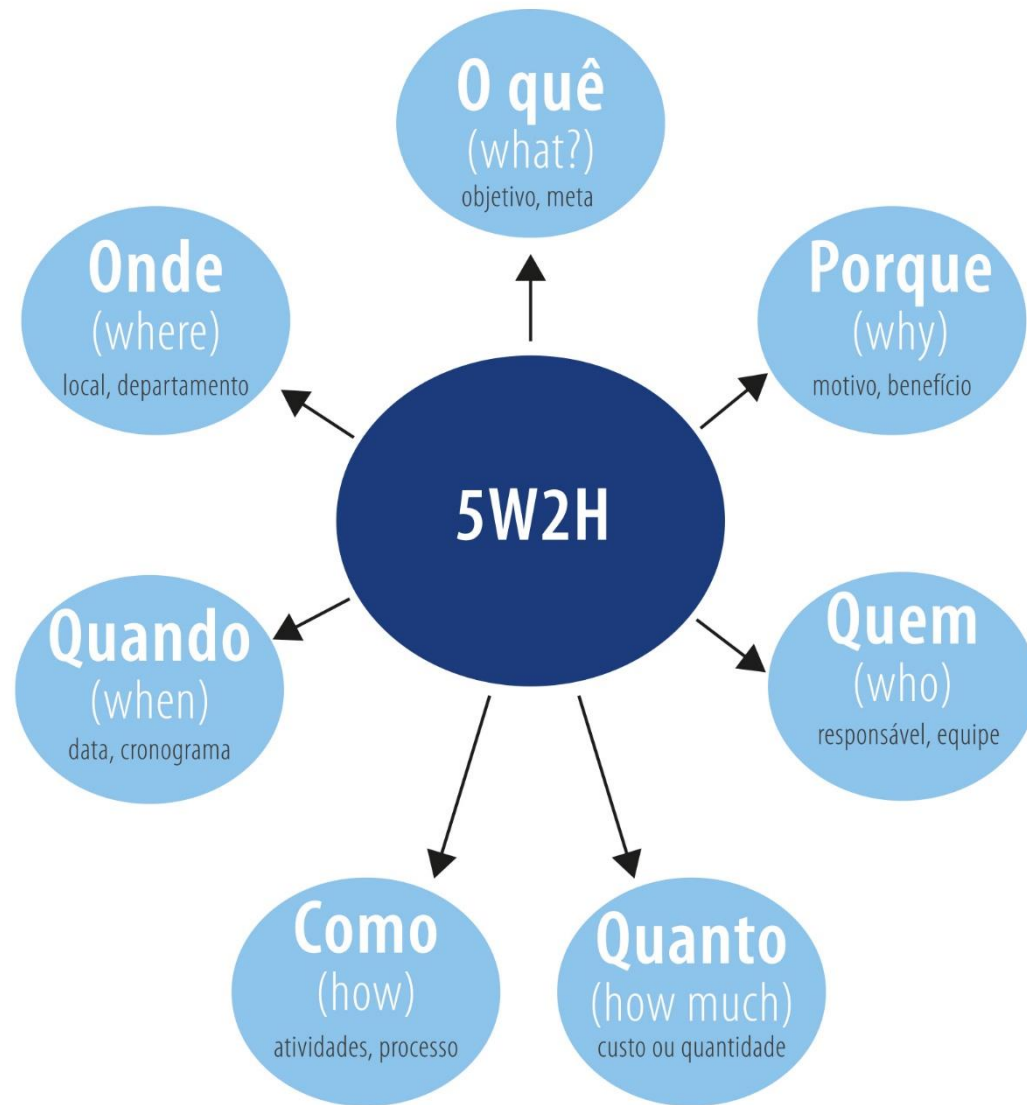 O quê
(what?)
objetivo, meta
Onde
(where)
local, departamento
Porque
(why)
motivo, benefício
5W2H
Quando
(when)
data, cronograma
Quem
(who)
responsável, equipe
Como
(how)
atividades, processo
Quanto
(how much)
custo ou quantidade